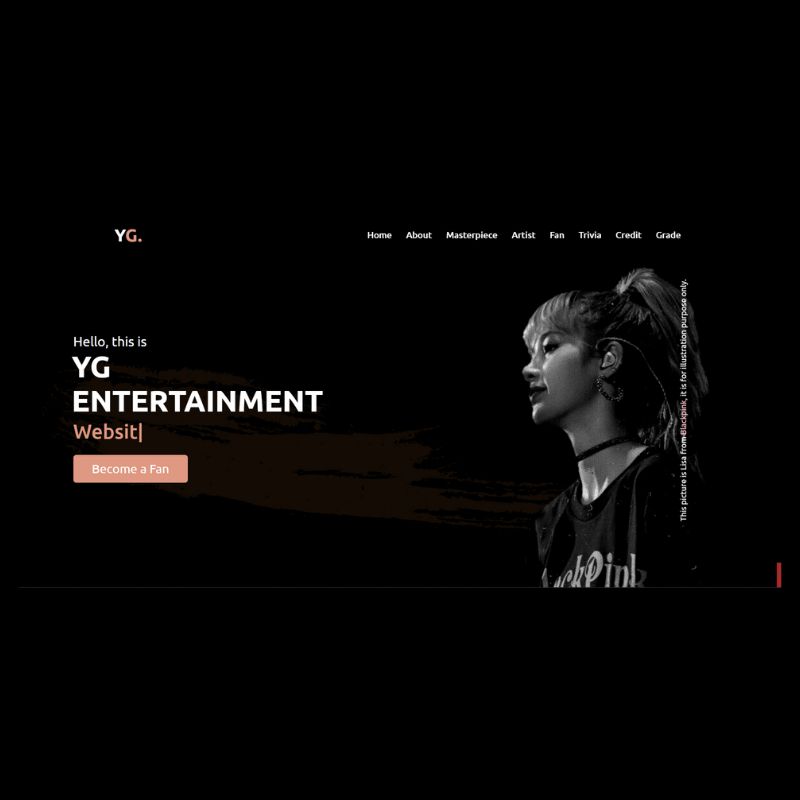 YG.
Home About Masterpiece Artist Fan Trivia Credit Grade
Hello, this is
YG
ENTERTAINMENT
Websit|
Become a Fan
This picture is Lisa from Blackpink, it is for illustration purpose only.